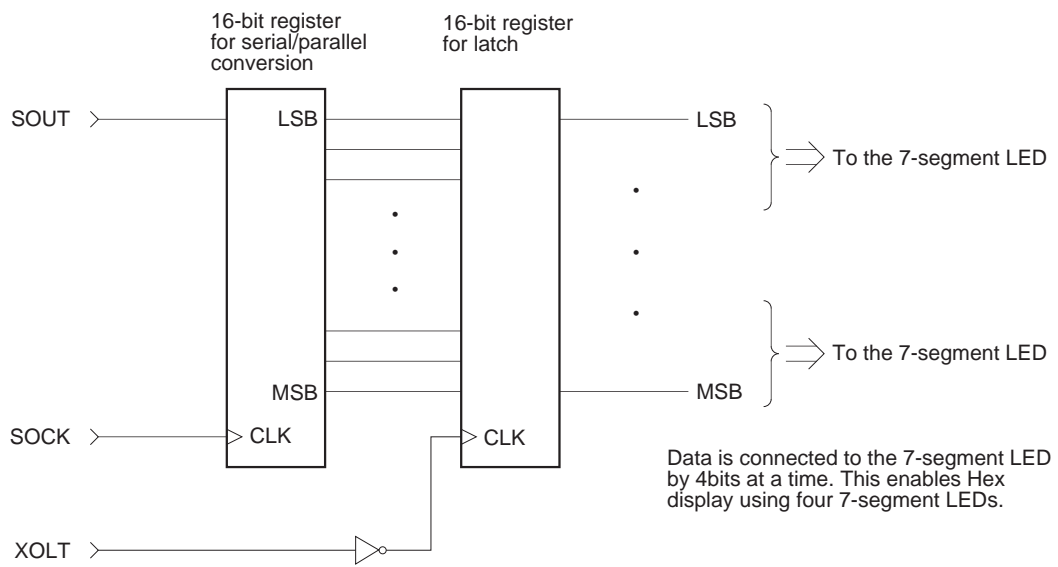 16-bit register
for serial/parallel
conversion
16-bit register
for latch
SOUT
LSB
LSB
To the 7-segment LED
To the 7-segment LED
MSB
MSB
SOCK
CLK
CLK
Data is connected to the 7-segment LED
by 4bits at a time. This enables Hex
display using four 7-segment LEDs.
XOLT